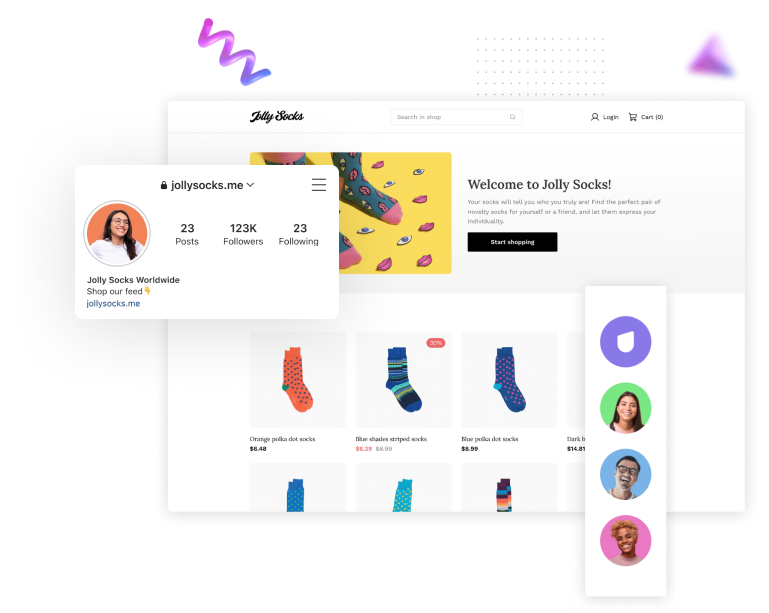 Jolly Socks
Search in shop
Login
Cart (0)
jollysocks.me
23
123K
23
Posts
Followers
Following
Jolly Socks Worldwide
Shop our feed👇
jollysocks.me
Welcome to Jolly Socks!
Your socks will tell you who you truly are! Find the perfect pair of
novelty socks for yourself or a friend, and let them express your
individuality.
Start shopping
30%
Orange polka dot socks
$6.48
Blue shades striped socks
$6.29 $8.99
Blue polka dot socks
$8.99
Dark b
$14.81